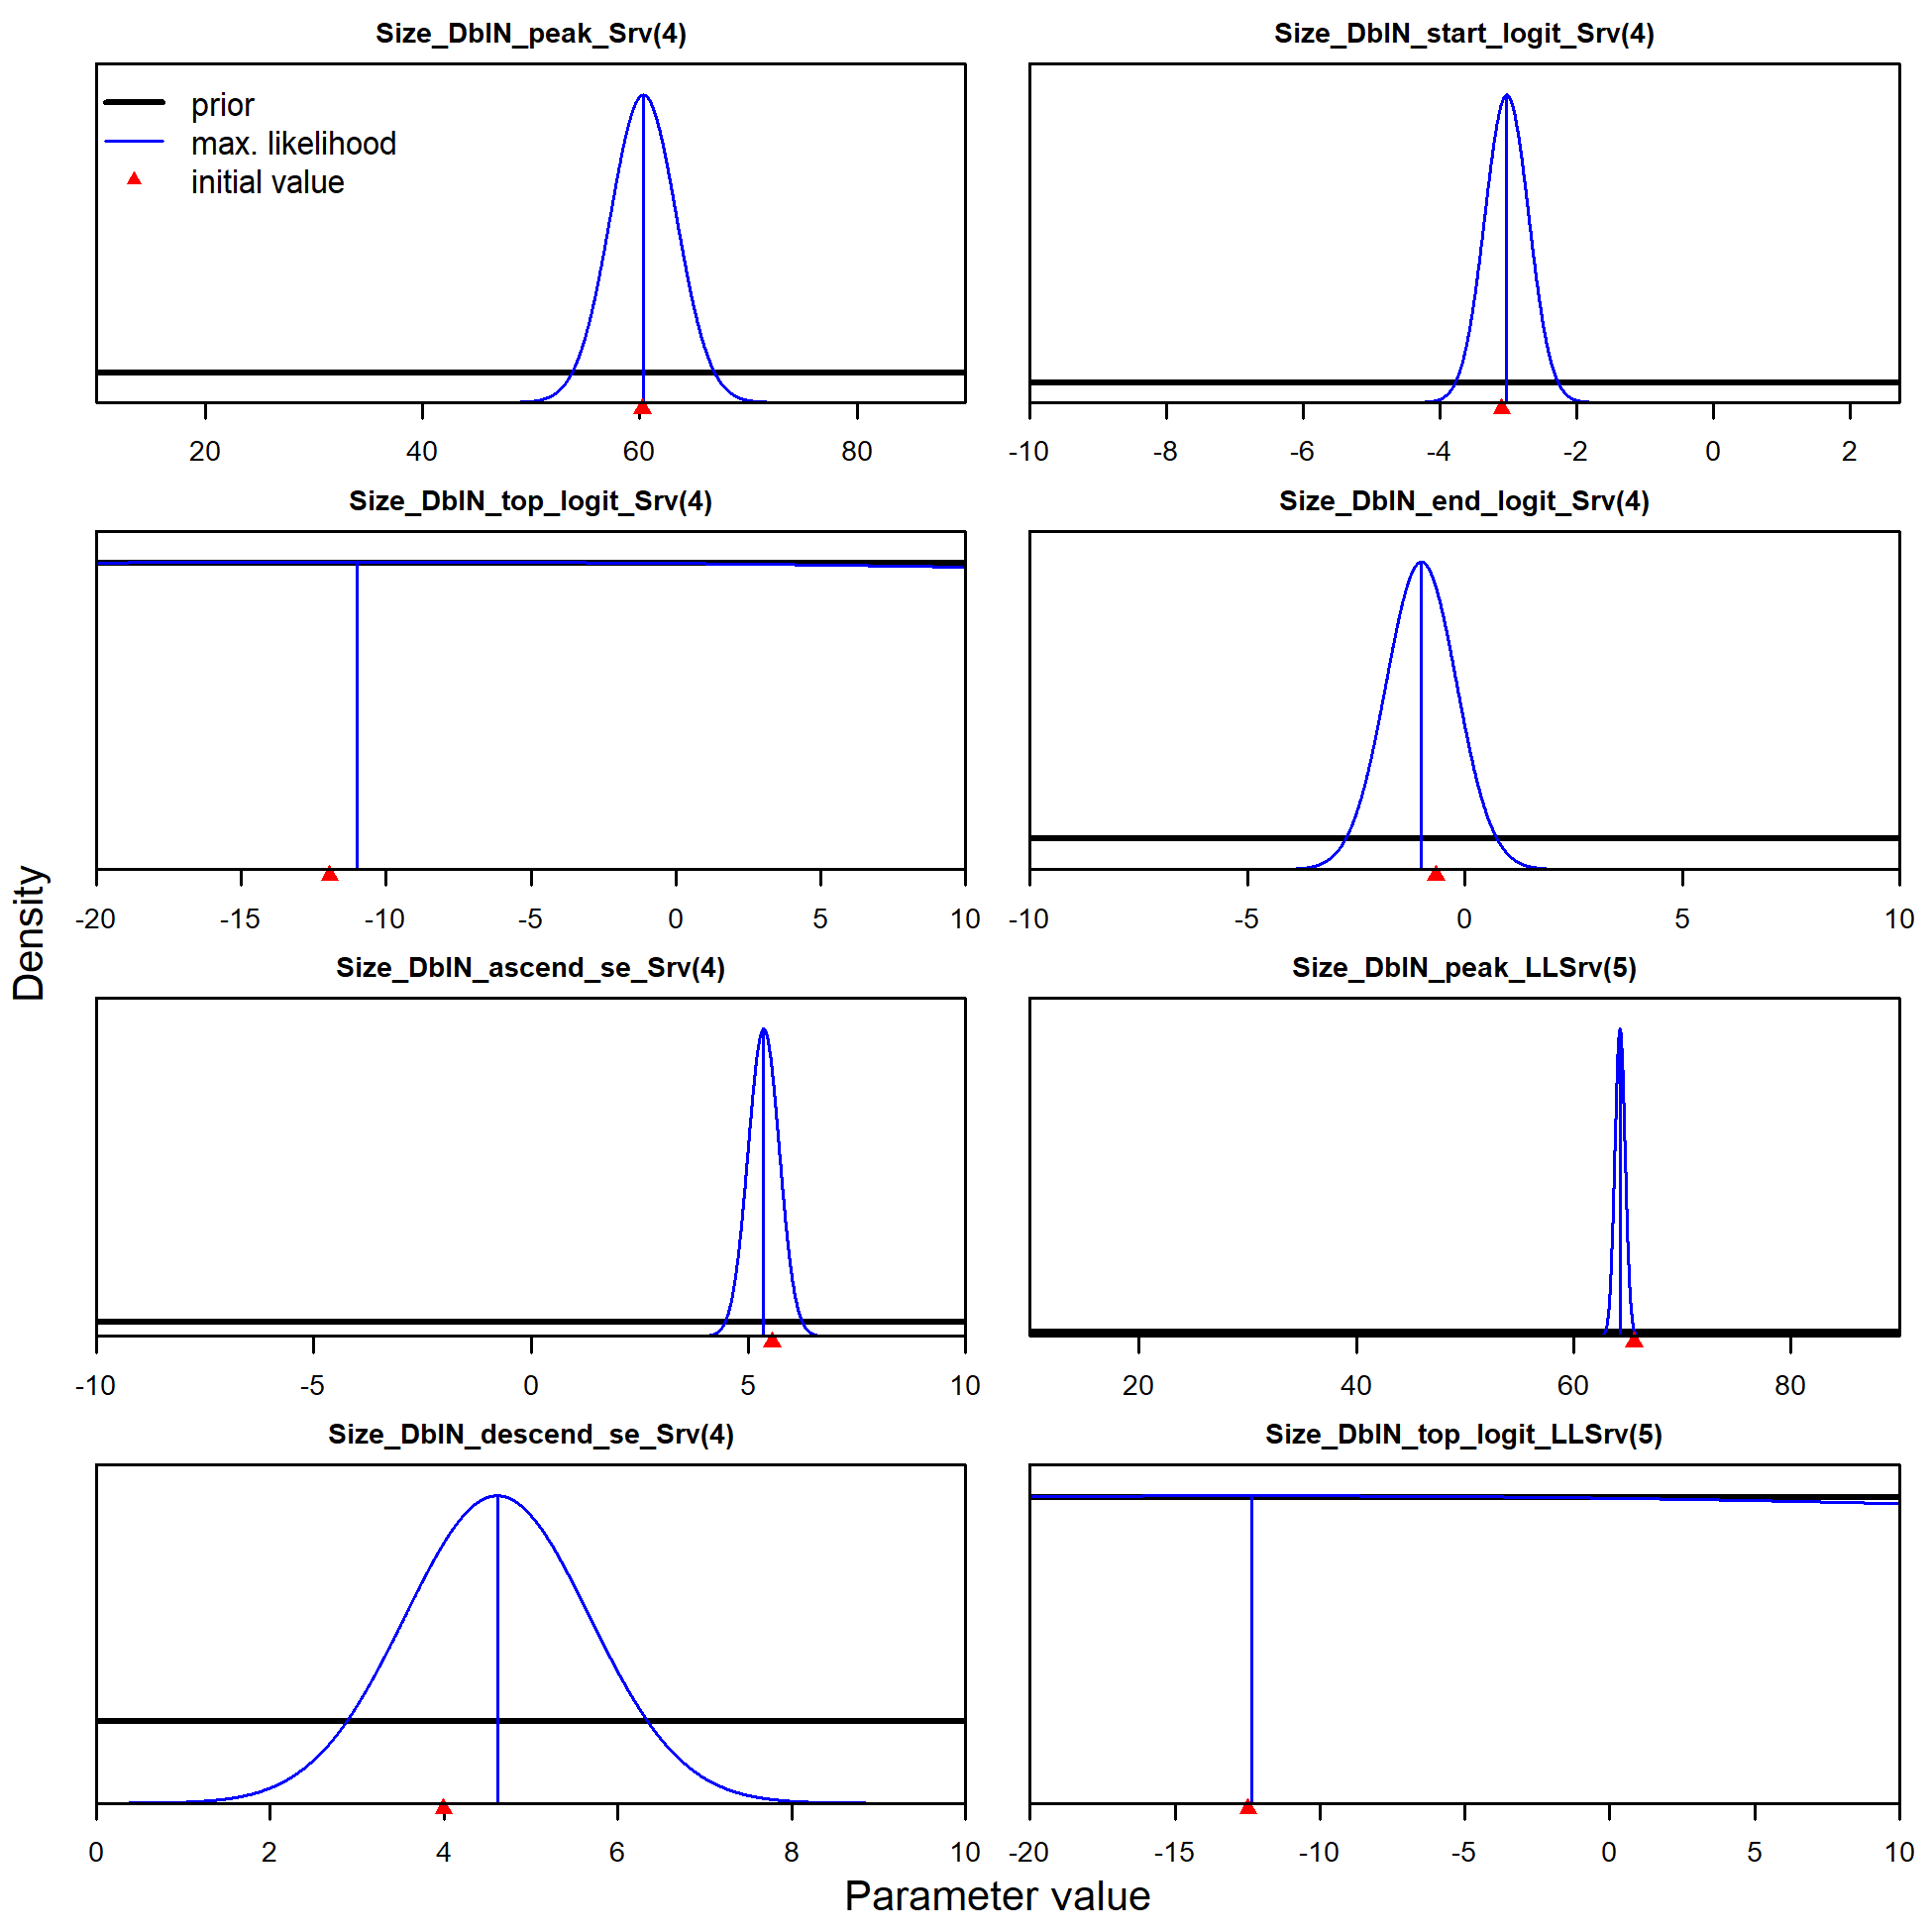 Size_DblN_peak_Srv(4)
Size_DblN_start_logit_Srv(4)
prior
max. likelihood
initial value
20 40 60 80
-10 -8 -6 -4 -2 0 2
Size_DblN_top_logit_Srv(4)
Size_DblN_end_logit_Srv(4)
-20 -15 -10 -5 0 5 10
-10 -5 0 5 10
Size_DblN_ascend_se_Srv(4)
Size_DblN_peak_LLSrv(5)
-10 -5 0 5 10
20 40 60 80
Size_DblN_descend_se_Srv(4)
Size_DblN_top_logit_LLSrv(5)
0 2 4 6 8 10
-20 -15 -10 -5 0 5 10
Density
Parameter value